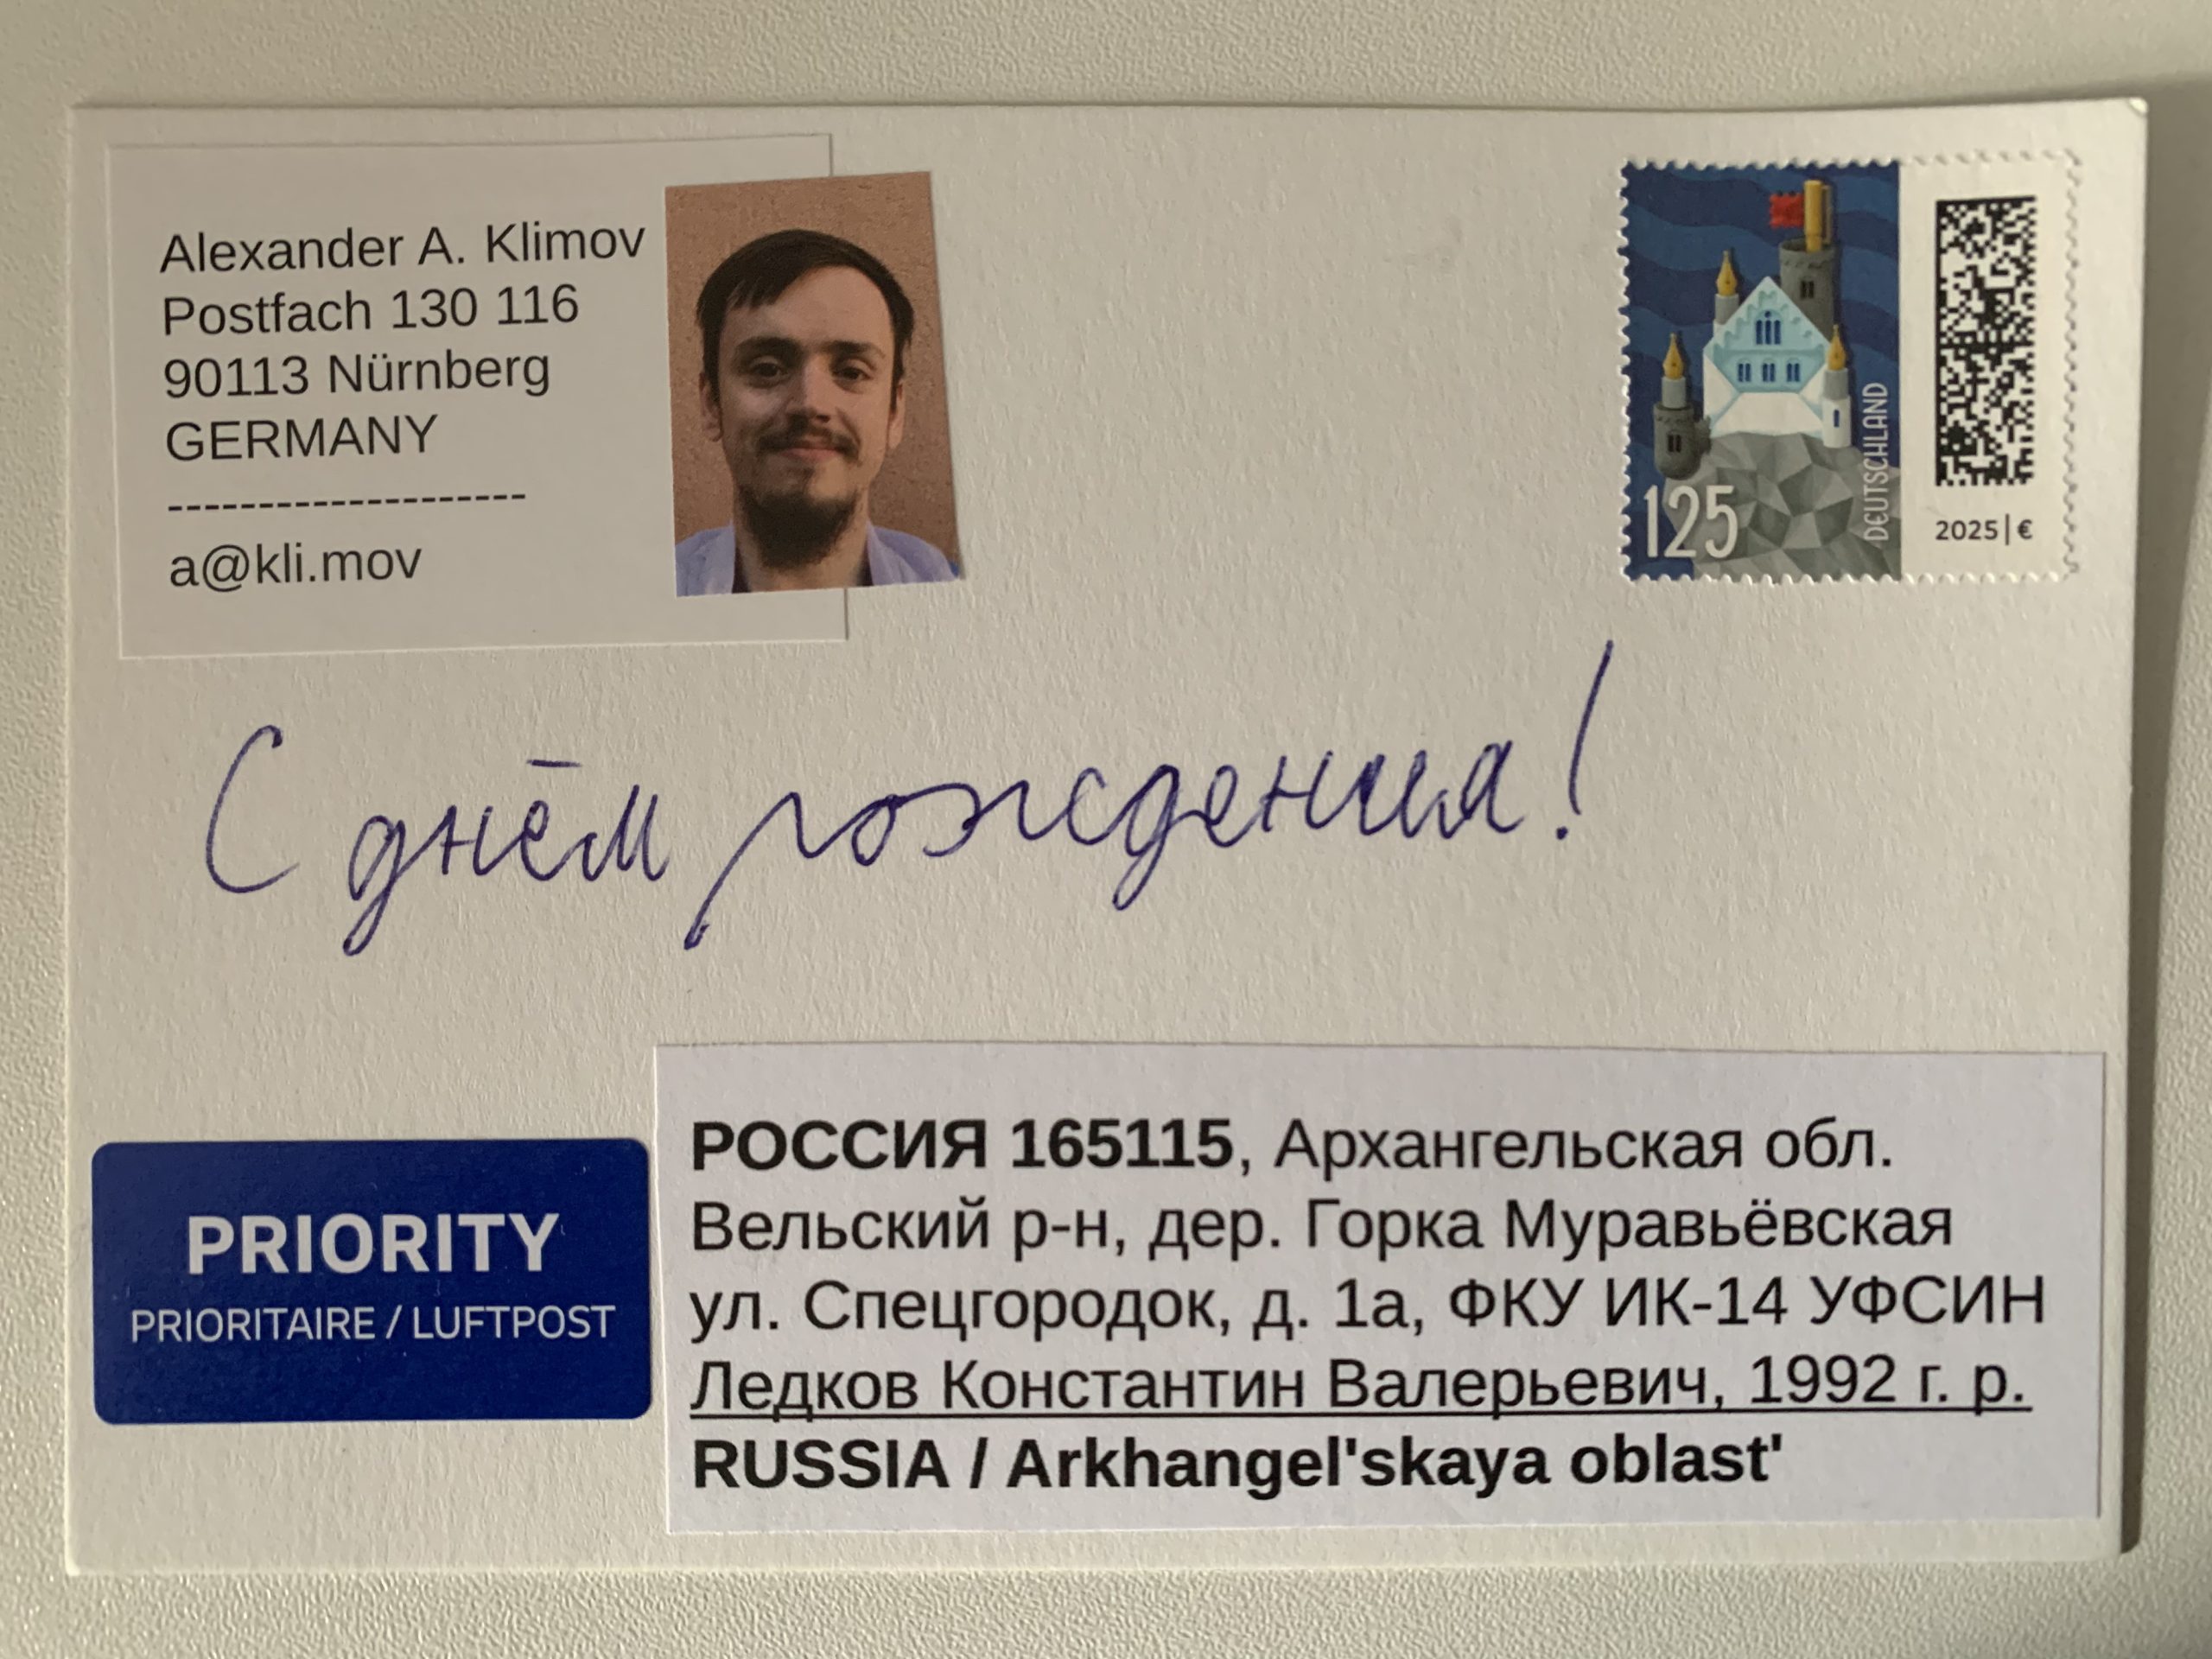 Alexander A. Klimov
Postfach 130 116
90113 Nürnberg
GERMANY
--------------------
a@kli.mov
125
DEUTSCHLAND
2025|€
С днём рождения!
PRIORITY
PRIORITAIRE / LUFTPOST
РОССИЯ 165115, Архангельская обл.
Вельский р-н, дер. Горка Муравьёвская
ул. Спецгородок, д. 1а, ФКУ ИК-14 УФСИН
Ледков Константин Валерьевич, 1992 г. р.
RUSSIA / Arkhangel'skaya oblast'